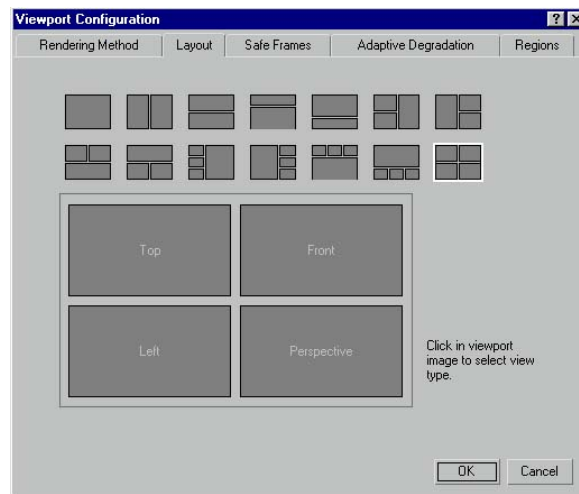 Viewport Configuration
Rendering Method Layout Safe Frames Adaptive Degradation Regions
Top Front
Left Perspective
Click in viewport
image to select view
type.
OK Cancel